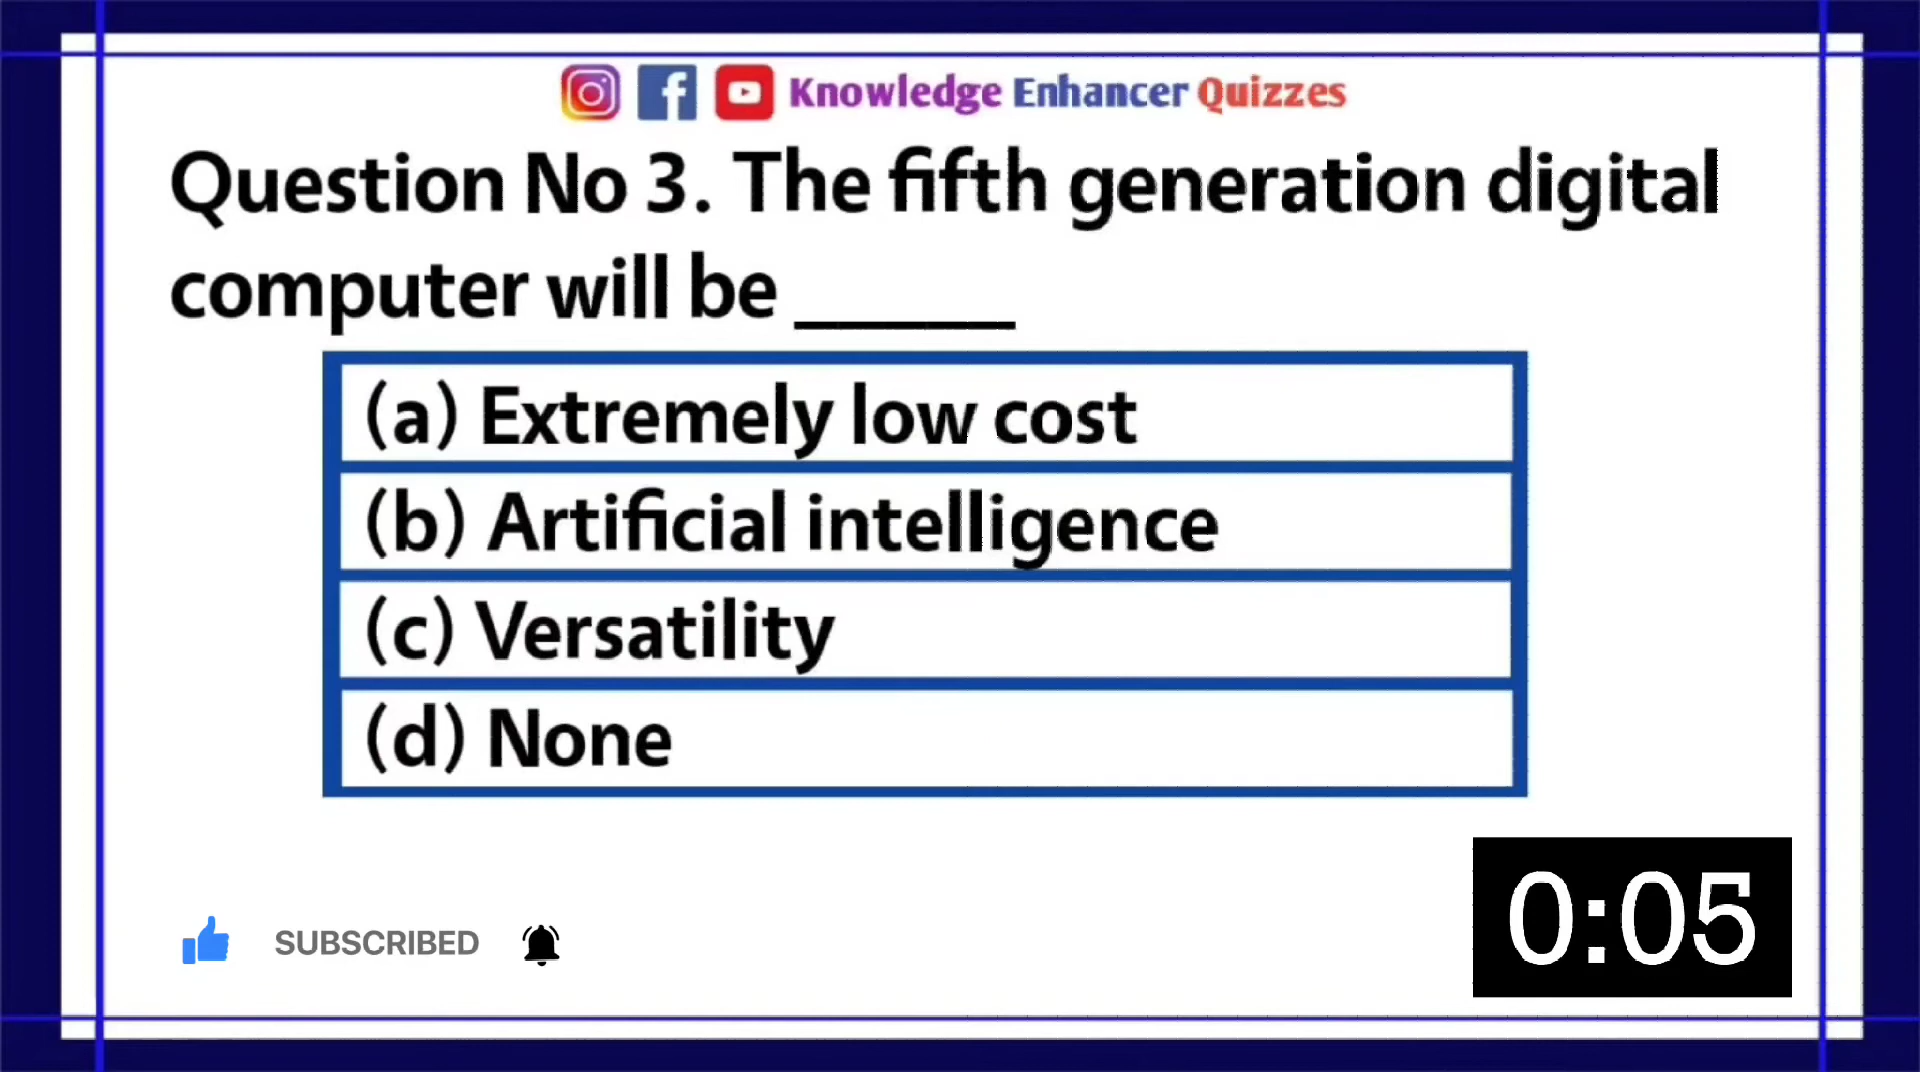 Knowledge Enhancer Quizzes
Question No 3. The fifth generation digital
computer will be ______
(a) Extremely low cost
(b) Artificial intelligence
(c) Versatility
(d) None
SUBSCRIBED
0:05